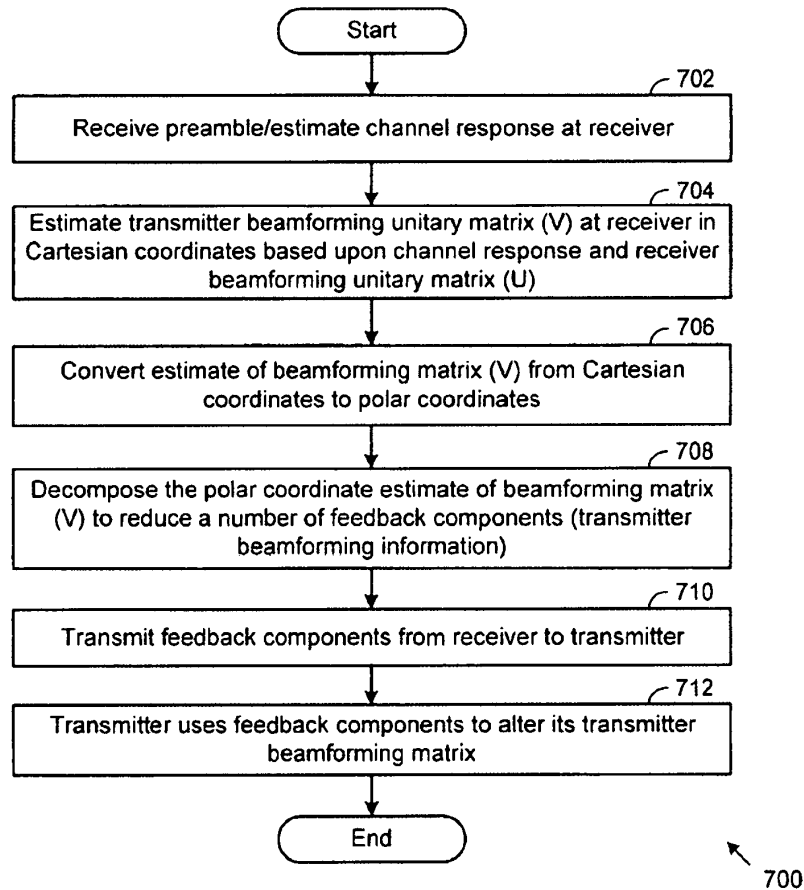 Start
702
Receive preamble/estimate channel response at receiver
704
Estimate transmitter beamforming unitary matrix (V) at receiver in
Cartesian coordinates based upon channel response and receiver
beamforming unitary matrix (U)
706
Convert estimate of beamforming matrix (V) from Cartesian
coordinates to polar coordinates
708
Decompose the polar coordinate estimate of beamforming matrix
(V) to reduce a number of feedback components (transmitter
beamforming information)
710
Transmit feedback components from receiver to transmitter
712
Transmitter uses feedback components to alter its transmitter
beamforming matrix
End
700